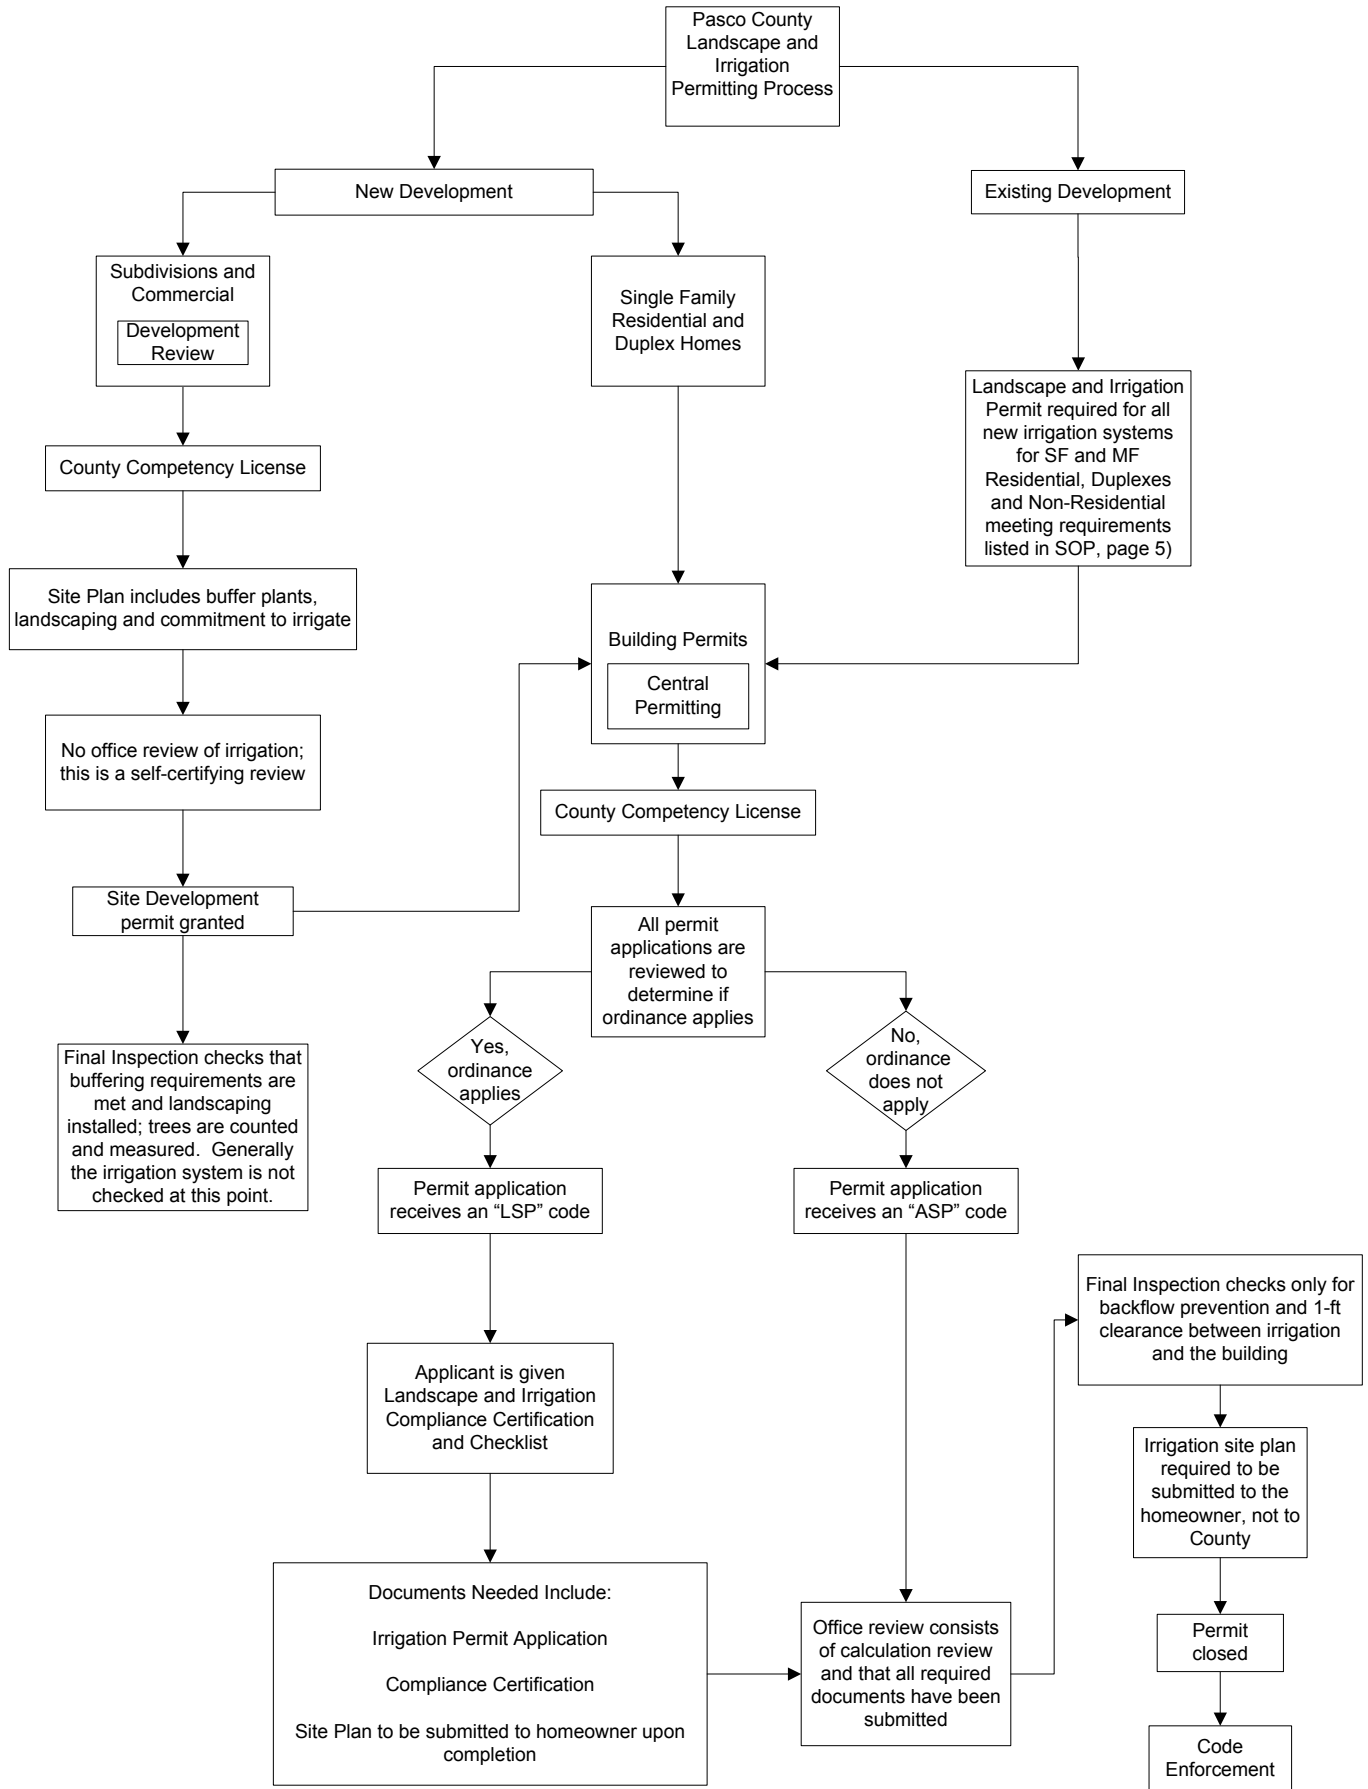 Pasco County
Landscape and
Irrigation
Permitting Process
New Development
Existing Development
Subdivisions and
Commercial
Development
Review
Single Family
Residential and
Duplex Homes
Landscape and Irrigation
Permit required for all
new irrigation systems
for SF and MF
Residential, Duplexes
and Non-Residential
meeting requirements
listed in SOP, page 5)
County Competency License
Site Plan includes buffer plants,
landscaping and commitment to irrigate
Building Permits
Central
Permitting
No office review of irrigation;
this is a self-certifying review
County Competency License
Site Development
permit granted
All permit
applications are
reviewed to
determine if
ordinance applies
Final Inspection checks that
buffering requirements are
met and landscaping
installed; trees are counted
and measured.  Generally
the irrigation system is not
checked at this point.
Yes,
ordinance
applies
No,
ordinance
does not
apply
Permit application
receives an “LSP” code
Permit application
receives an “ASP” code
Final Inspection checks only for
backflow prevention and 1-ft
clearance between irrigation
and the building
Applicant is given
Landscape and Irrigation
Compliance Certification
and Checklist
Irrigation site plan
required to be
submitted to the
homeowner, not to
County
Documents Needed Include:
Irrigation Permit Application
Compliance Certification
Site Plan to be submitted to homeowner upon
completion
Office review consists
of calculation review
and that all required
documents have been
submitted
Permit
closed
Code
Enforcement